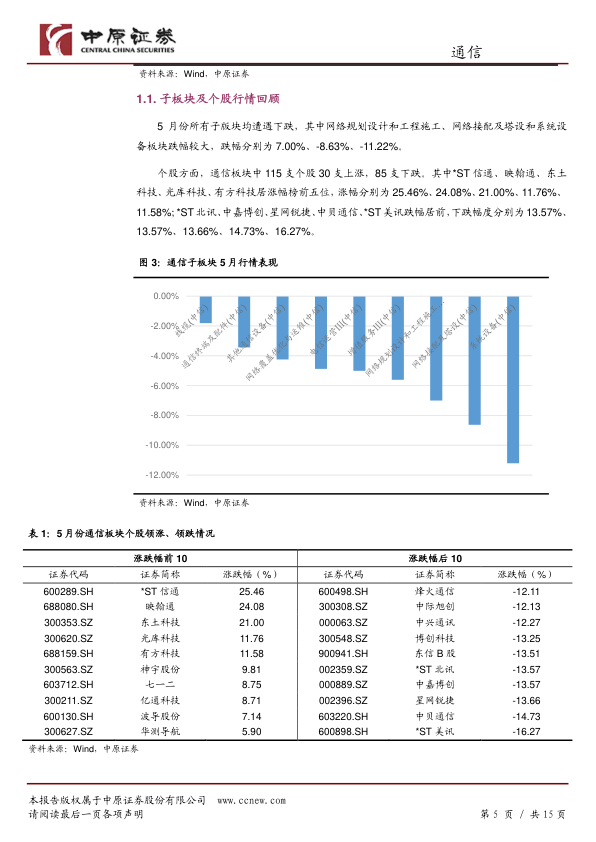 中原证券
CENTRAL CHINA SECURITIES
通信
资料来源：Wind，中原证券
1.1. 子板块及个股行情回顾
5 月份所有子版块均遭遇下跌，其中网络规划设计和工程施工、网络接配及塔设和系统设
备板块跌幅较大，跌幅分别为 7.00%、-8.63%、-11.22%。
个股方面，通信板块中 115 支个股 30 支上涨，85 支下跌。其中*ST 信通、映翰通、东土
科技、光库科技、有方科技居涨幅榜前五位，涨幅分别为 25.46%、24.08%、21.00%、11.76%、
11.58%; *ST 北讯、中嘉博创、星网锐捷、中贝通信、*ST 美讯跌幅居前，下跌幅度分别为 13.57%、
13.57%、13.66%、14.73%、16.27%。
图 3：通信子板块 5 月行情表现
0.00%
-2.00%
-4.00%
-6.00%
-8.00%
-10.00%
-12.00%
线缆(中信)
通信终端及配件(中信)
其他通信设备(中信)
网络覆盖优化与运维(中信)
电信运营III(中信)
增值服务III(中信)
网络规划设计和工程施工…
网络接配及塔设(中信)
系统设备(中信)
资料来源：Wind，中原证券
表 1：5 月份通信板块个股领涨、领跌情况
涨跌幅前 10 涨跌幅后 10
证券代码 证券简称 涨跌幅（%） 证券代码 证券简称 涨跌幅（%）
600289.SH *ST 信通 25.46 600498.SH 烽火通信 -12.11
688080.SH 映翰通 24.08 300308.SZ 中际旭创 -12.13
300353.SZ 东土科技 21.00 000063.SZ 中兴通讯 -12.27
300620.SZ 光库科技 11.76 300548.SZ 博创科技 -13.25
688159.SH 有方科技 11.58 900941.SH 东信 B 股 -13.51
300563.SZ 神宇股份 9.81 002359.SZ *ST 北讯 -13.57
603712.SH 七一二 8.75 000889.SZ 中嘉博创 -13.57
300211.SZ 亿通科技 8.71 002396.SZ 星网锐捷 -13.66
600130.SH 波导股份 7.14 603220.SH 中贝通信 -14.73
300627.SZ 华测导航 5.90 600898.SH *ST 美讯 -16.27
资料来源：Wind，中原证券
本报告版权属于中原证券股份有限公司 www.ccnew.com
请阅读最后一页各项声明 第 5 页 / 共 15 页